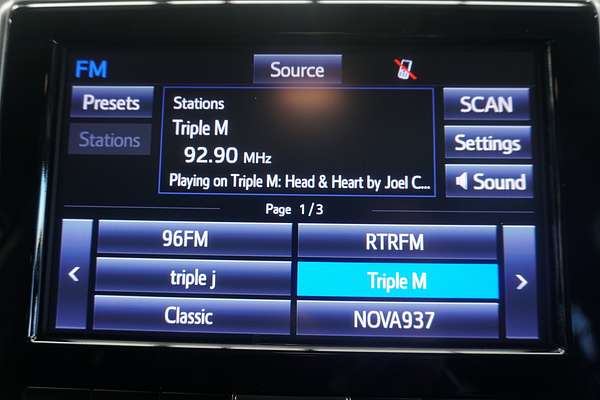 FM
Source
Presets
Stations
Stations
Triple M
92.90 MHz
Playing on Triple M: Head & Heart by Joel C...
SCAN
Settings
Sound
Page 1/3
96FM
RTRFM
triple j
Triple M
Classic
NOVA937